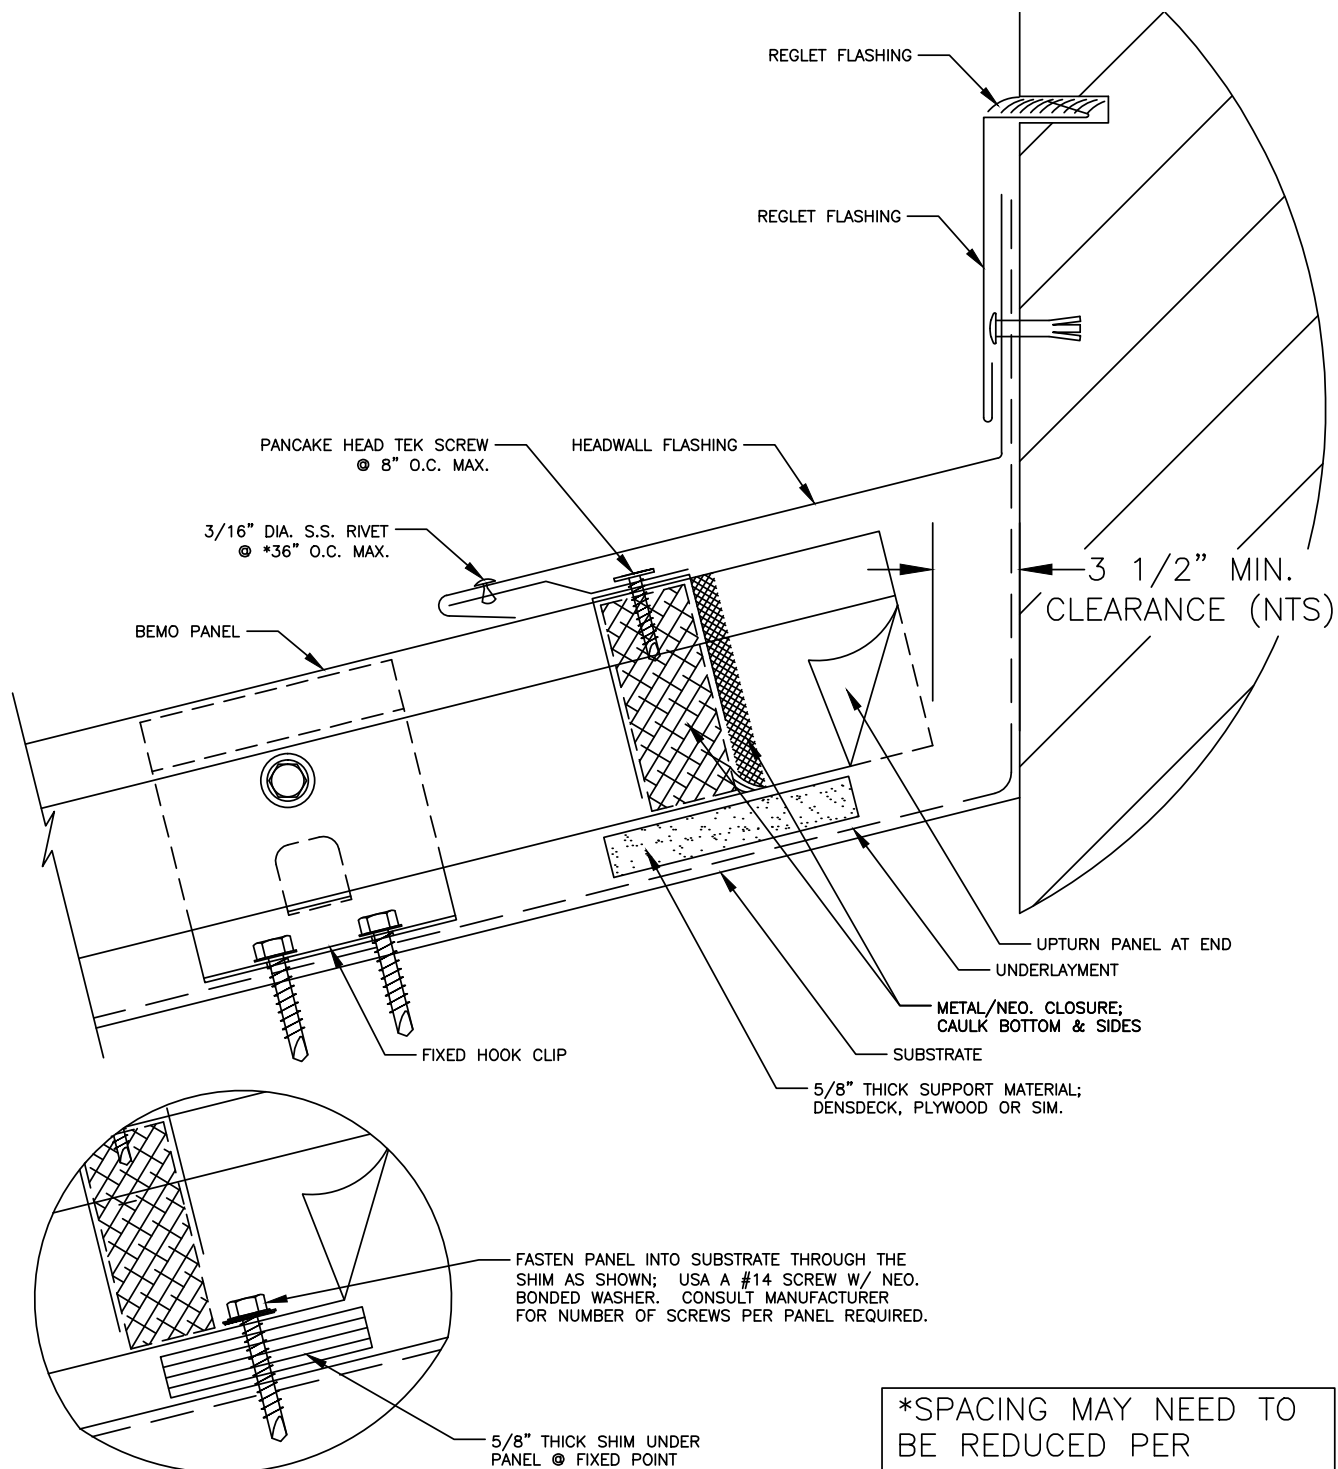 REGLET FLASHING
REGLET FLASHING
PANCAKE HEAD TEK SCREW
@ 8" O.C. MAX.
HEADWALL FLASHING
3/16" DIA. S.S. RIVET
@ *36" O.C. MAX.
3 1/2" MIN.
CLEARANCE (NTS)
BEMO PANEL
UPTURN PANEL AT END
UNDERLAYMENT
METAL/NEO. CLOSURE;
CAULK BOTTOM & SIDES
SUBSTRATE
FIXED HOOK CLIP
5/8" THICK SUPPORT MATERIAL;
DENSDECK, PLYWOOD OR SIM.
FASTEN PANEL INTO SUBSTRATE THROUGH THE
SHIM AS SHOWN; USA A #14 SCREW W/ NEO.
BONDED WASHER. CONSULT MANUFACTURER
FOR NUMBER OF SCREWS PER PANEL REQUIRED.
5/8" THICK SHIM UNDER
PANEL @ FIXED POINT
*SPACING MAY NEED TO
BE REDUCED PER